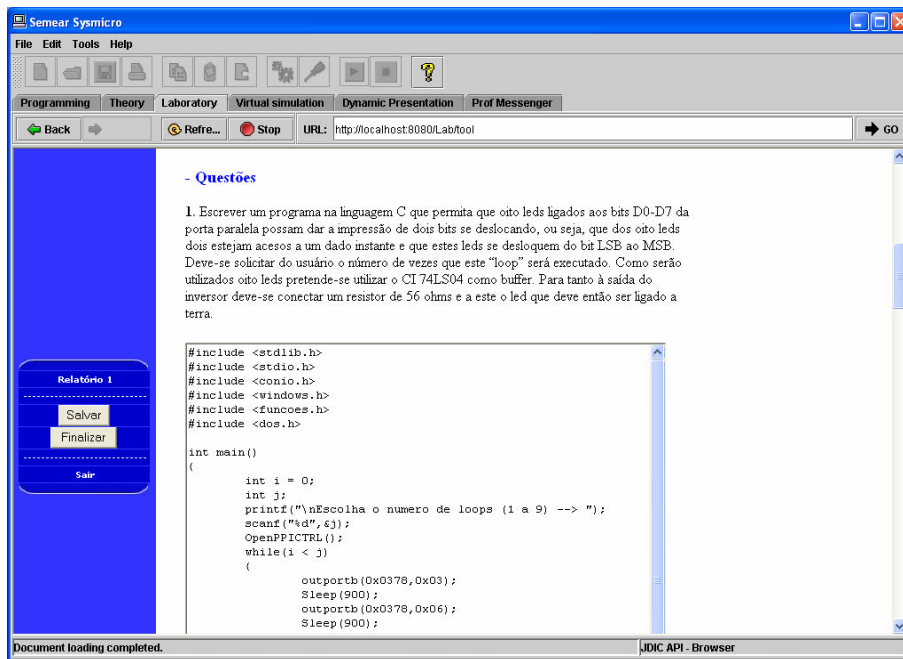 Semear Sysmicro
File Edit Tools Help
Programming Theory Laboratory Virtual simulation Dynamic Presentation Prof Messenger
Back Refre... Stop URL: http://localhost:8080/Lab/tool GO
- Questões
1. Escrever um programa na linguagem C que permita que oito leds ligados aos bits D0-D7 da
porta paralela possam dar a impressão de dois bits se deslocando, ou seja, que dos oito leds
dois estejam acesos a um dado instante e que estes leds se desloquem do bit LSB ao MSB.
Deve-se solicitar do usuário o número de vezes que este “loop” será executado. Como serão
utilizados oito leds pretende-se utilizar o CI 74LS04 como buffer. Para tanto à saída do
inversor deve-se conectar um resistor de 56 ohms e a este o led que deve então ser ligado a
terra.
Relatório 1
Salvar
Finalizar
Sair
#include <stdlib.h>
#include <stdio.h>
#include <conio.h>
#include <windows.h>
#include <funcoes.h>
#include <dos.h>
int main()
{
int i = 0;
int j;
printf("\nEscolha o numero de loops (1 a 9) --> ");
scanf("%d",&j);
OpenPPICTRL();
while(i < j)
{
outportb(0x0378,0x03);
Sleep(900);
outportb(0x0378,0x06);
Sleep(900);
Document loading completed. JDIC API - Browser